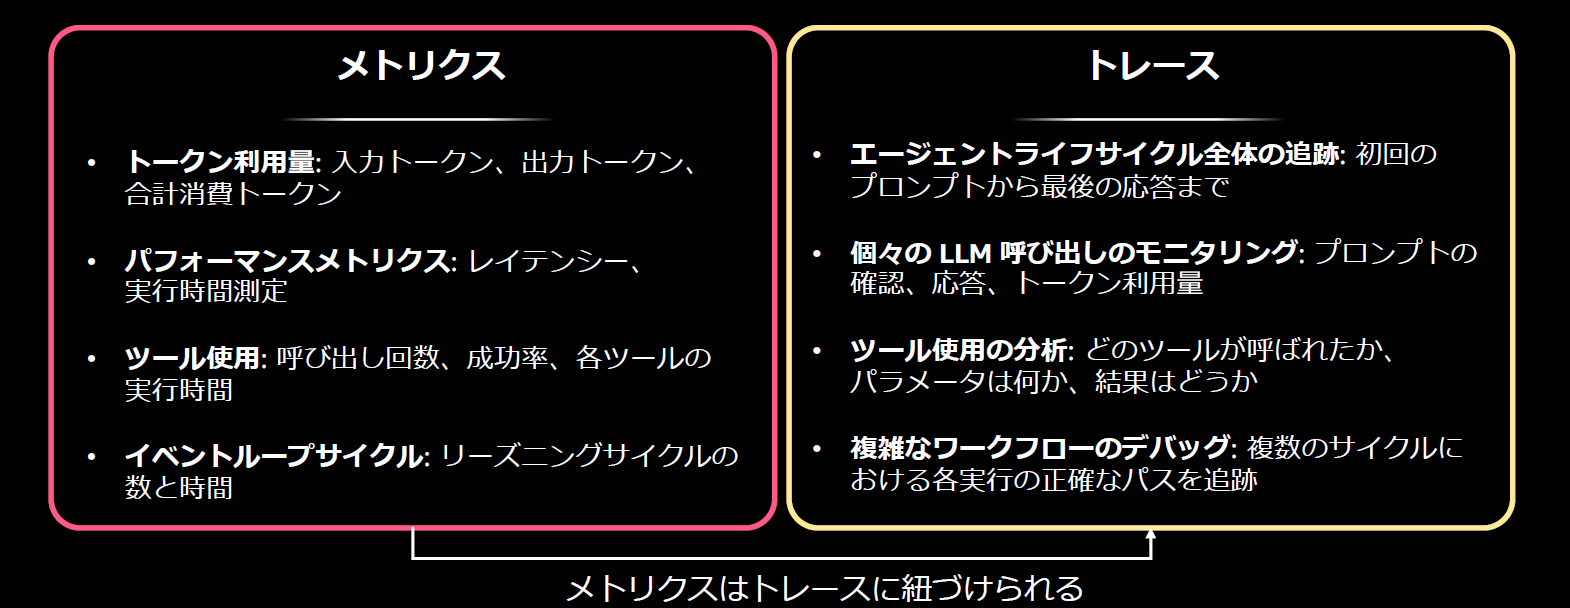 メトリクス
• トークン利用量: 入力トークン、出力トークン、
合計消費トークン
• パフォーマンスメトリクス: レイテンシー、
実行時間測定
• ツール使用: 呼び出し回数、成功率、各ツールの
実行時間
• イベントループサイクル: リーズニングサイクルの
数と時間
トレース
• エージェントライフサイクル全体の追跡: 初回の
プロンプトから最後の応答まで
• 個々の LLM 呼び出しのモニタリング: プロンプトの
確認、応答、トークン利用量
• ツール使用の分析: どのツールが呼ばれたか、
パラメータは何か、結果はどうか
• 複雑なワークフローのデバッグ: 複数のサイクルに
おける各実行の正確なパスを追跡
メトリクスはトレースに紐づけられる